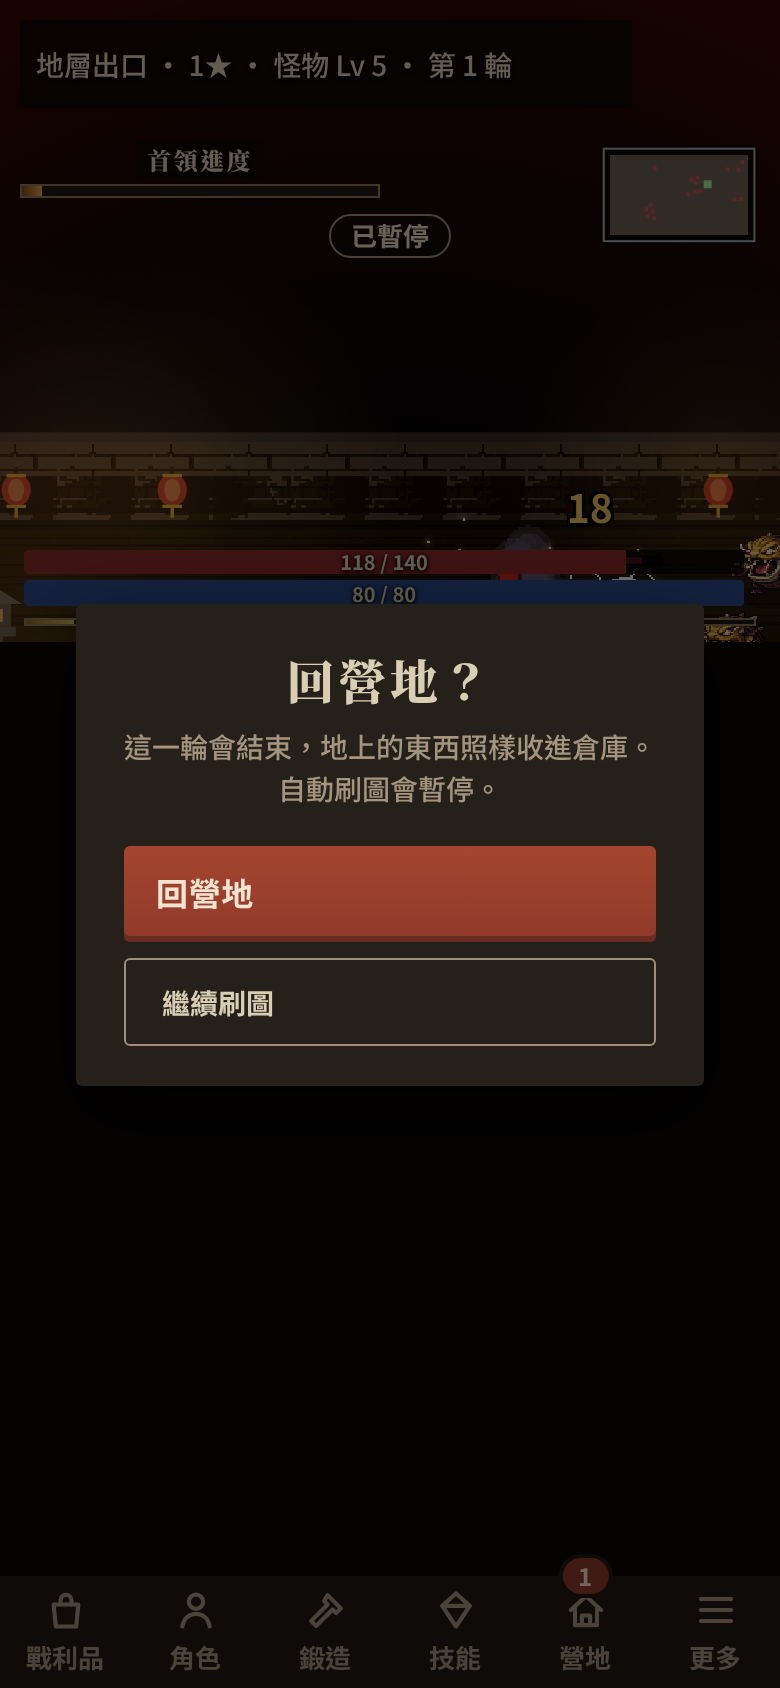 地層出口 • 1★ • 怪物 Lv 5 • 第 1 輪
首領進度
已暫停
18
118 / 140
80 / 80
回營地？
這一輪會結束，地上的東西照樣收進倉庫。
自動刷圖會暫停。
回營地
繼續刷圖
1
戰利品
角色
鍛造
技能
營地
更多